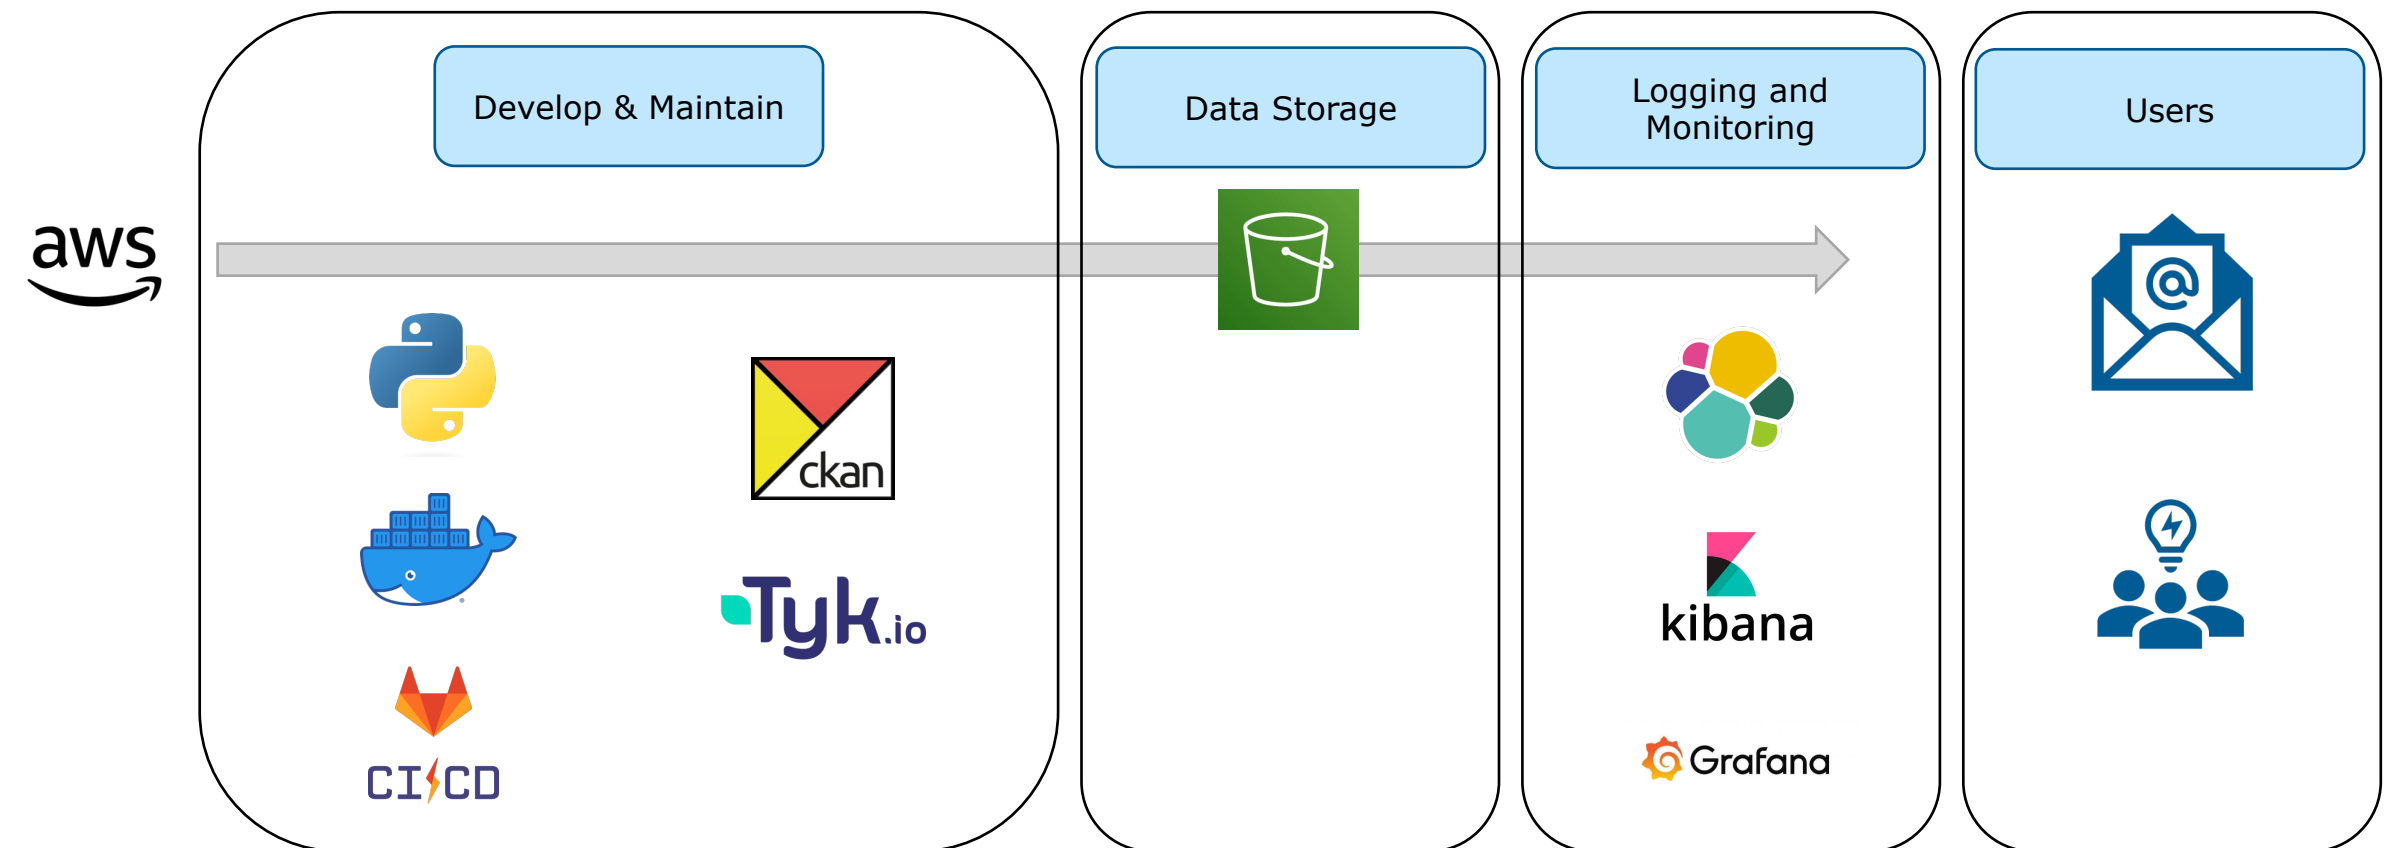 Develop & Maintain
Data Storage
Logging and
Monitoring
Users
aws
@
ckan
Tyk.io
kibana
CI CD
Grafana